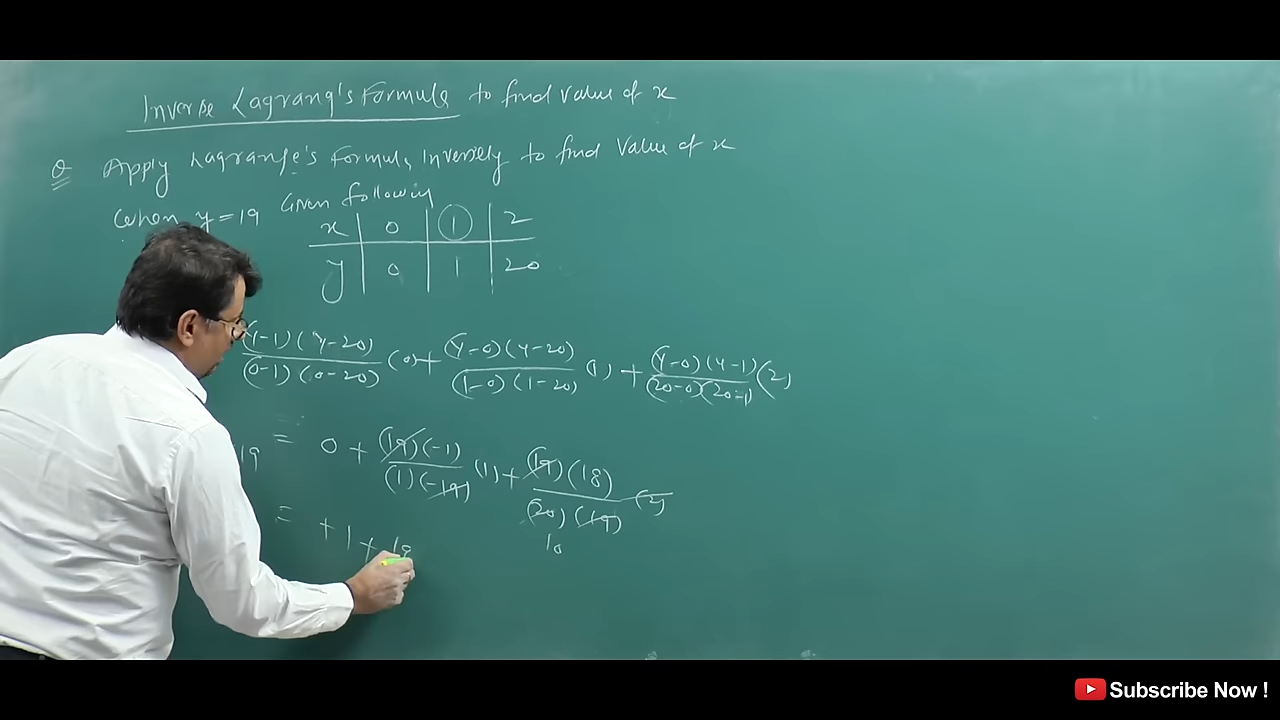 Inverse Lagrang's Formula to find value of x
Q Apply Lagrange's Formula Inversely to find value of x
when y = 19 Given following
x | 0 | 1 | 2
y | 0 | 1 | 20
(y-1)(y-20)/(0-1)(0-20) (0) + (y-0)(y-20)/(1-0)(1-20) (1) + (y-0)(y-1)/(20-0)(20-1) (2)
19 = 0 + (19)(-1)/(1)(-19) (1) + (19)(18)/(20)(19) (2)
10
= +1 + 18
Subscribe Now !